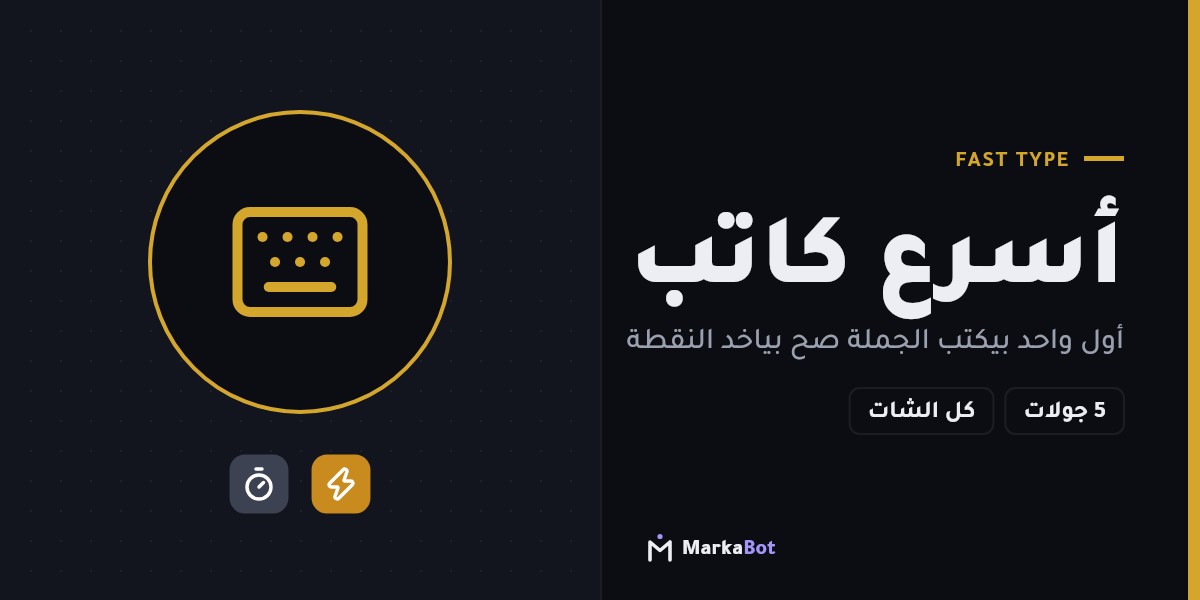 FAST TYPE
أسرع كاتب
أول واحد بيكتب الجملة صح بياخد النقطة
5 جولات
كل الشات
MarkaBot